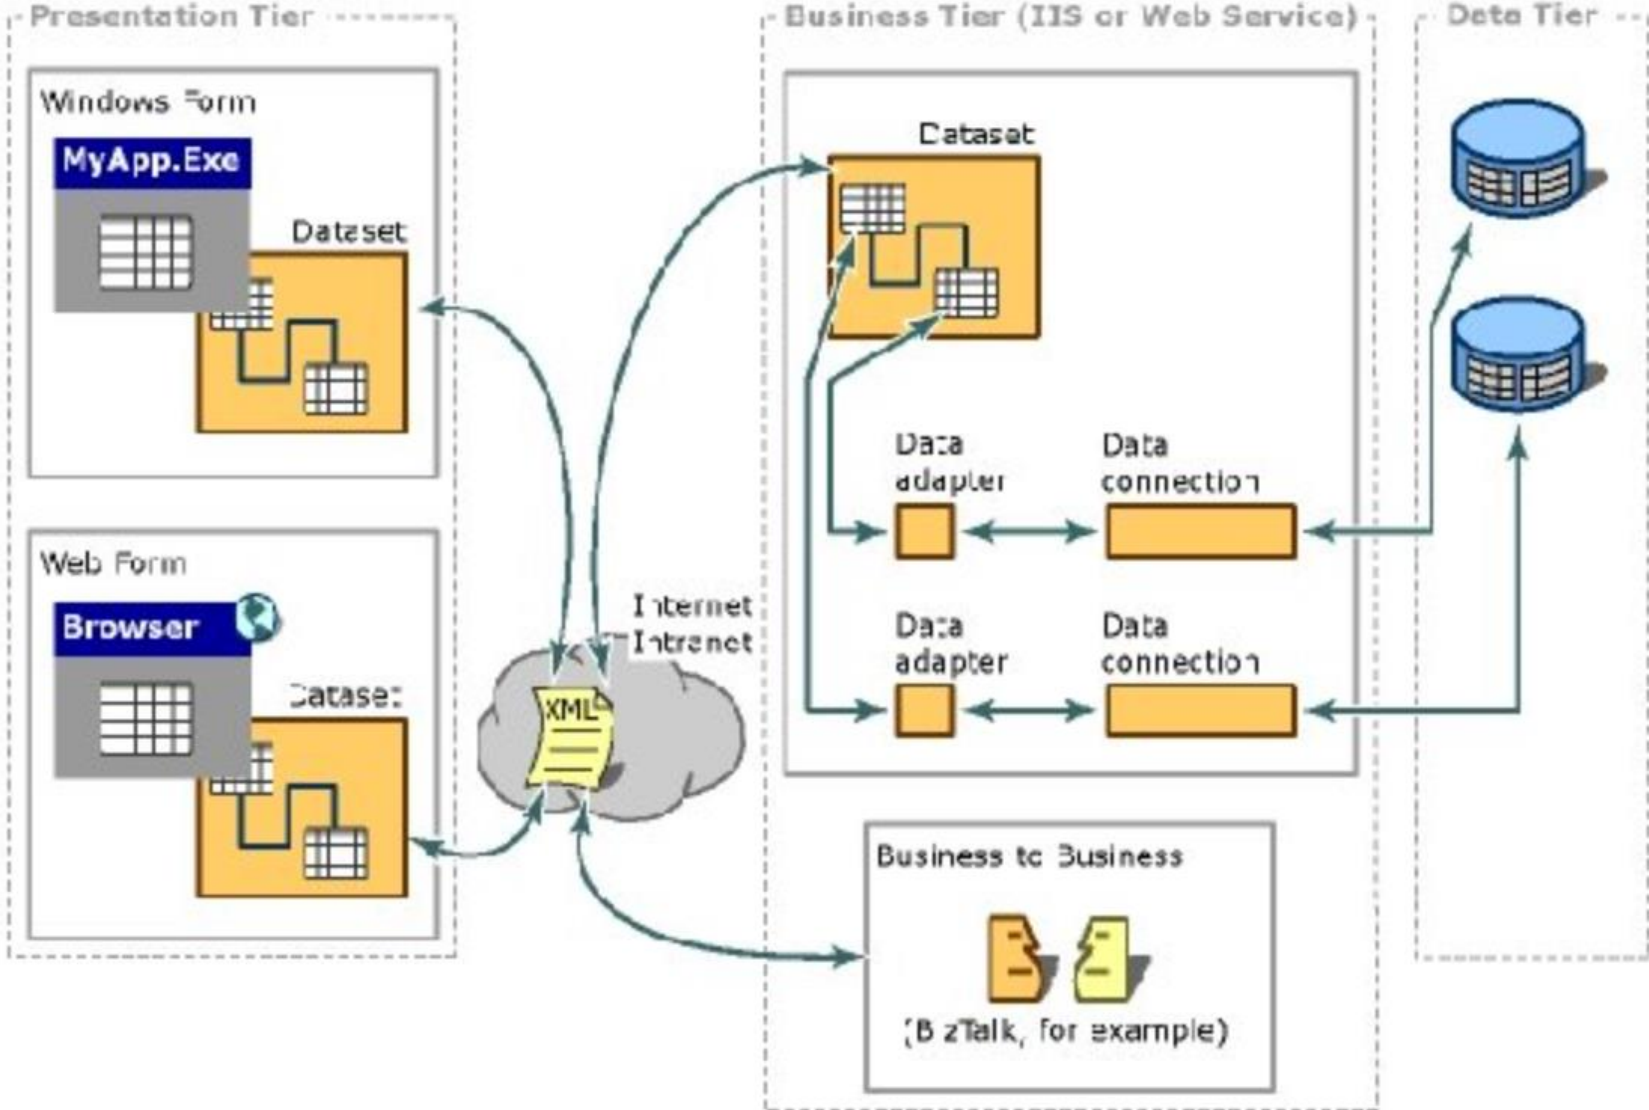 Presentation Tier
Windows Form
MyApp.Exe
Dataset
Web Form
Browser
Dataset
Internet
Intranet
XML
Business Tier (IIS or Web Service)
Dataset
Data
adapter
Data
connection
Data
adapter
Data
connection
Business to Business
(BizTalk, for example)
Data Tier